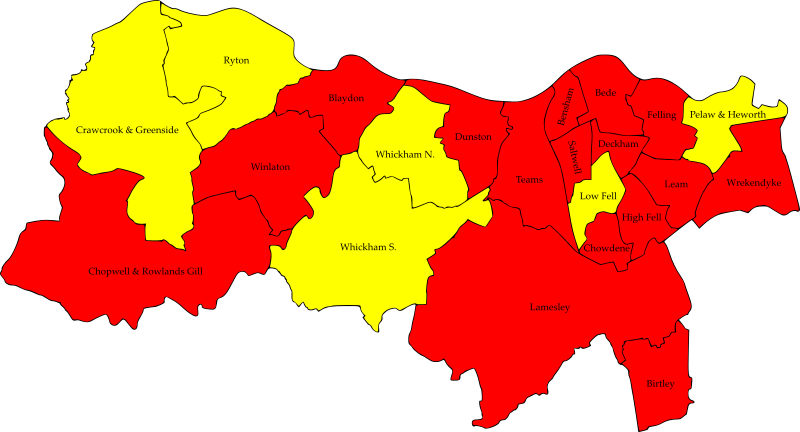 Ryton
Blaydon
Bensham
Bede
Felling
Pelaw & Heworth
Crawcrook & Greenside
Dunston
Deckham
Whickham N.
Saltwell
Winlaton
Teams
Leam
Wrekendyke
Low Fell
High Fell
Whickham S.
Chowdene
Chopwell & Rowlands Gill
Lamesley
Birtley